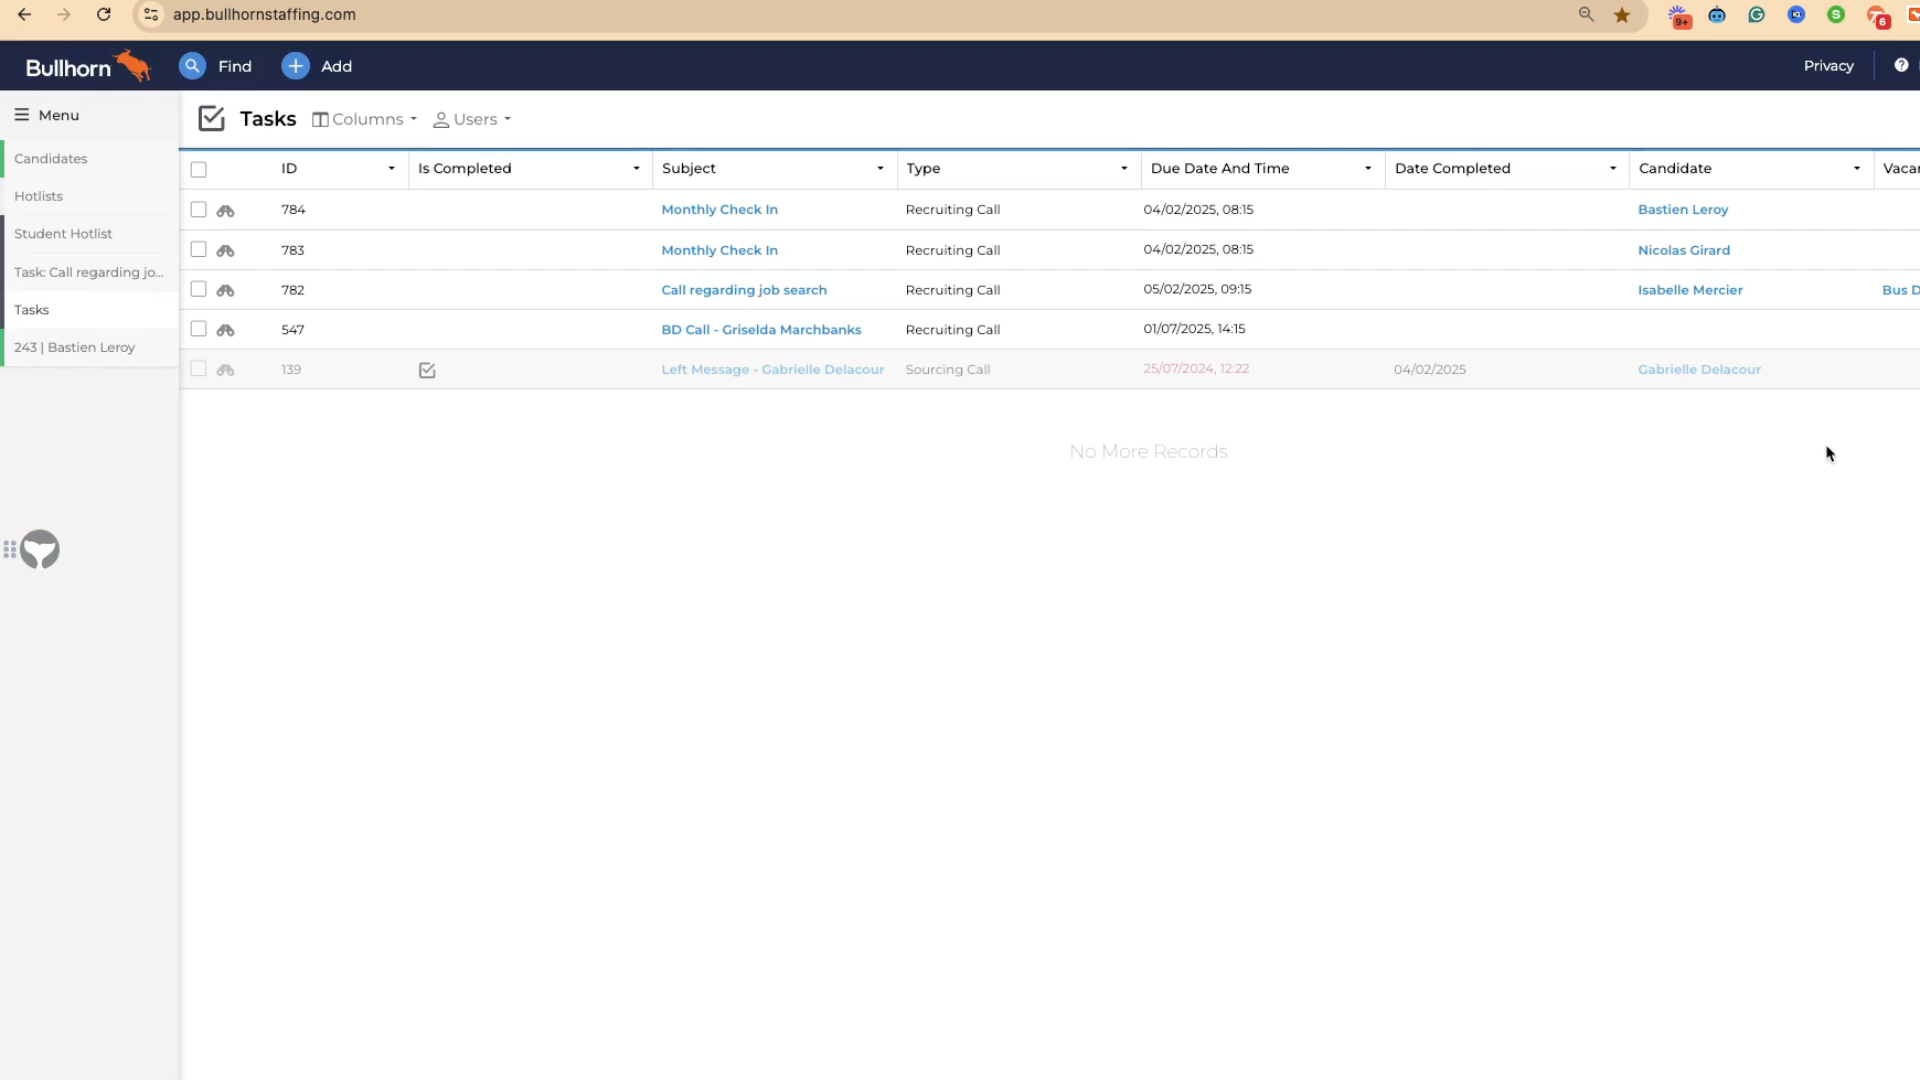 app.bullhornstaffing.com
9+
6
Bullhorn
Find
Add
Privacy
?
Menu
Tasks
Columns
Users
Candidates
Hotlists
Student Hotlist
Task: Call regarding jo...
Tasks
243 | Bastien Leroy
ID Is Completed Subject Type Due Date And Time Date Completed Candidate Vacan
784 Monthly Check In Recruiting Call 04/02/2025, 08:15 Bastien Leroy
783 Monthly Check In Recruiting Call 04/02/2025, 08:15 Nicolas Girard
782 Call regarding job search Recruiting Call 05/02/2025, 09:15 Isabelle Mercier Bus D
547 BD Call - Griselda Marchbanks Recruiting Call 01/07/2025, 14:15
139 Left Message - Gabrielle Delacour Sourcing Call 25/07/2024, 12:22 04/02/2025 Gabrielle Delacour
No More Records